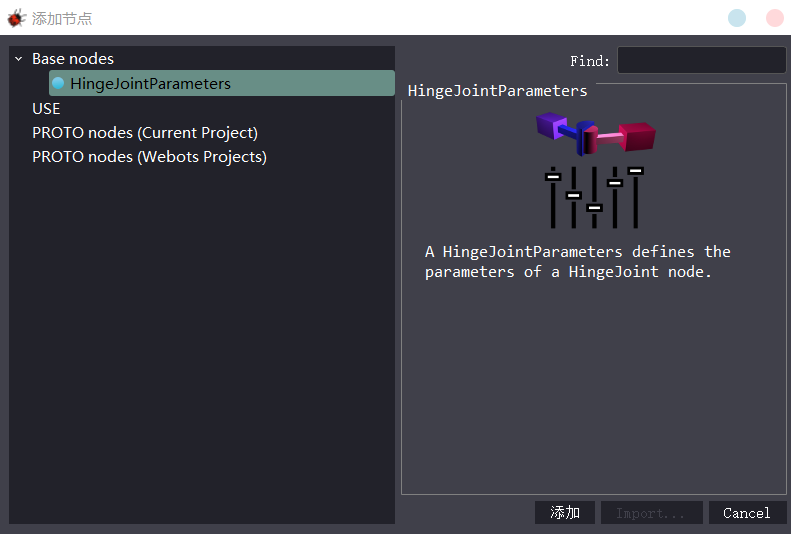 添加节点
Base nodes
HingeJointParameters
USE
PROTO nodes (Current Project)
PROTO nodes (Webots Projects)
Find:
HingeJointParameters
A HingeJointParameters defines the
parameters of a HingeJoint node.
添加
Import...
Cancel